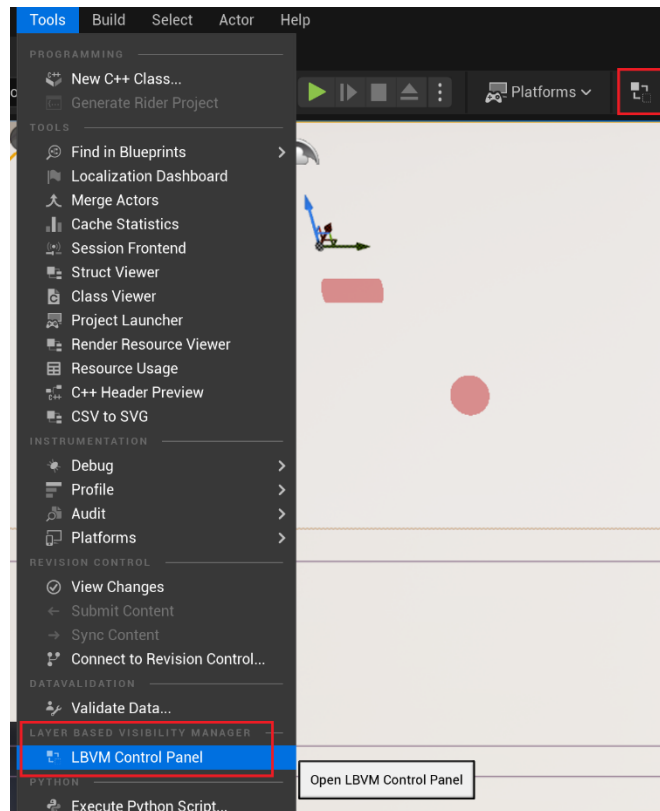 Tools Build Select Actor Help
PROGRAMMING
New C++ Class...
Generate Rider Project
Platforms
TOOLS
Find in Blueprints
Localization Dashboard
Merge Actors
Cache Statistics
Session Frontend
Struct Viewer
Class Viewer
Project Launcher
Render Resource Viewer
Resource Usage
C++ Header Preview
CSV to SVG
INSTRUMENTATION
Debug
Profile
Audit
Platforms
REVISION CONTROL
View Changes
Submit Content
Sync Content
Connect to Revision Control...
DATAVALIDATION
Validate Data...
LAYER BASED VISIBILITY MANAGER
LBVM Control Panel
Open LBVM Control Panel
PYTHON
Execute Python Script...